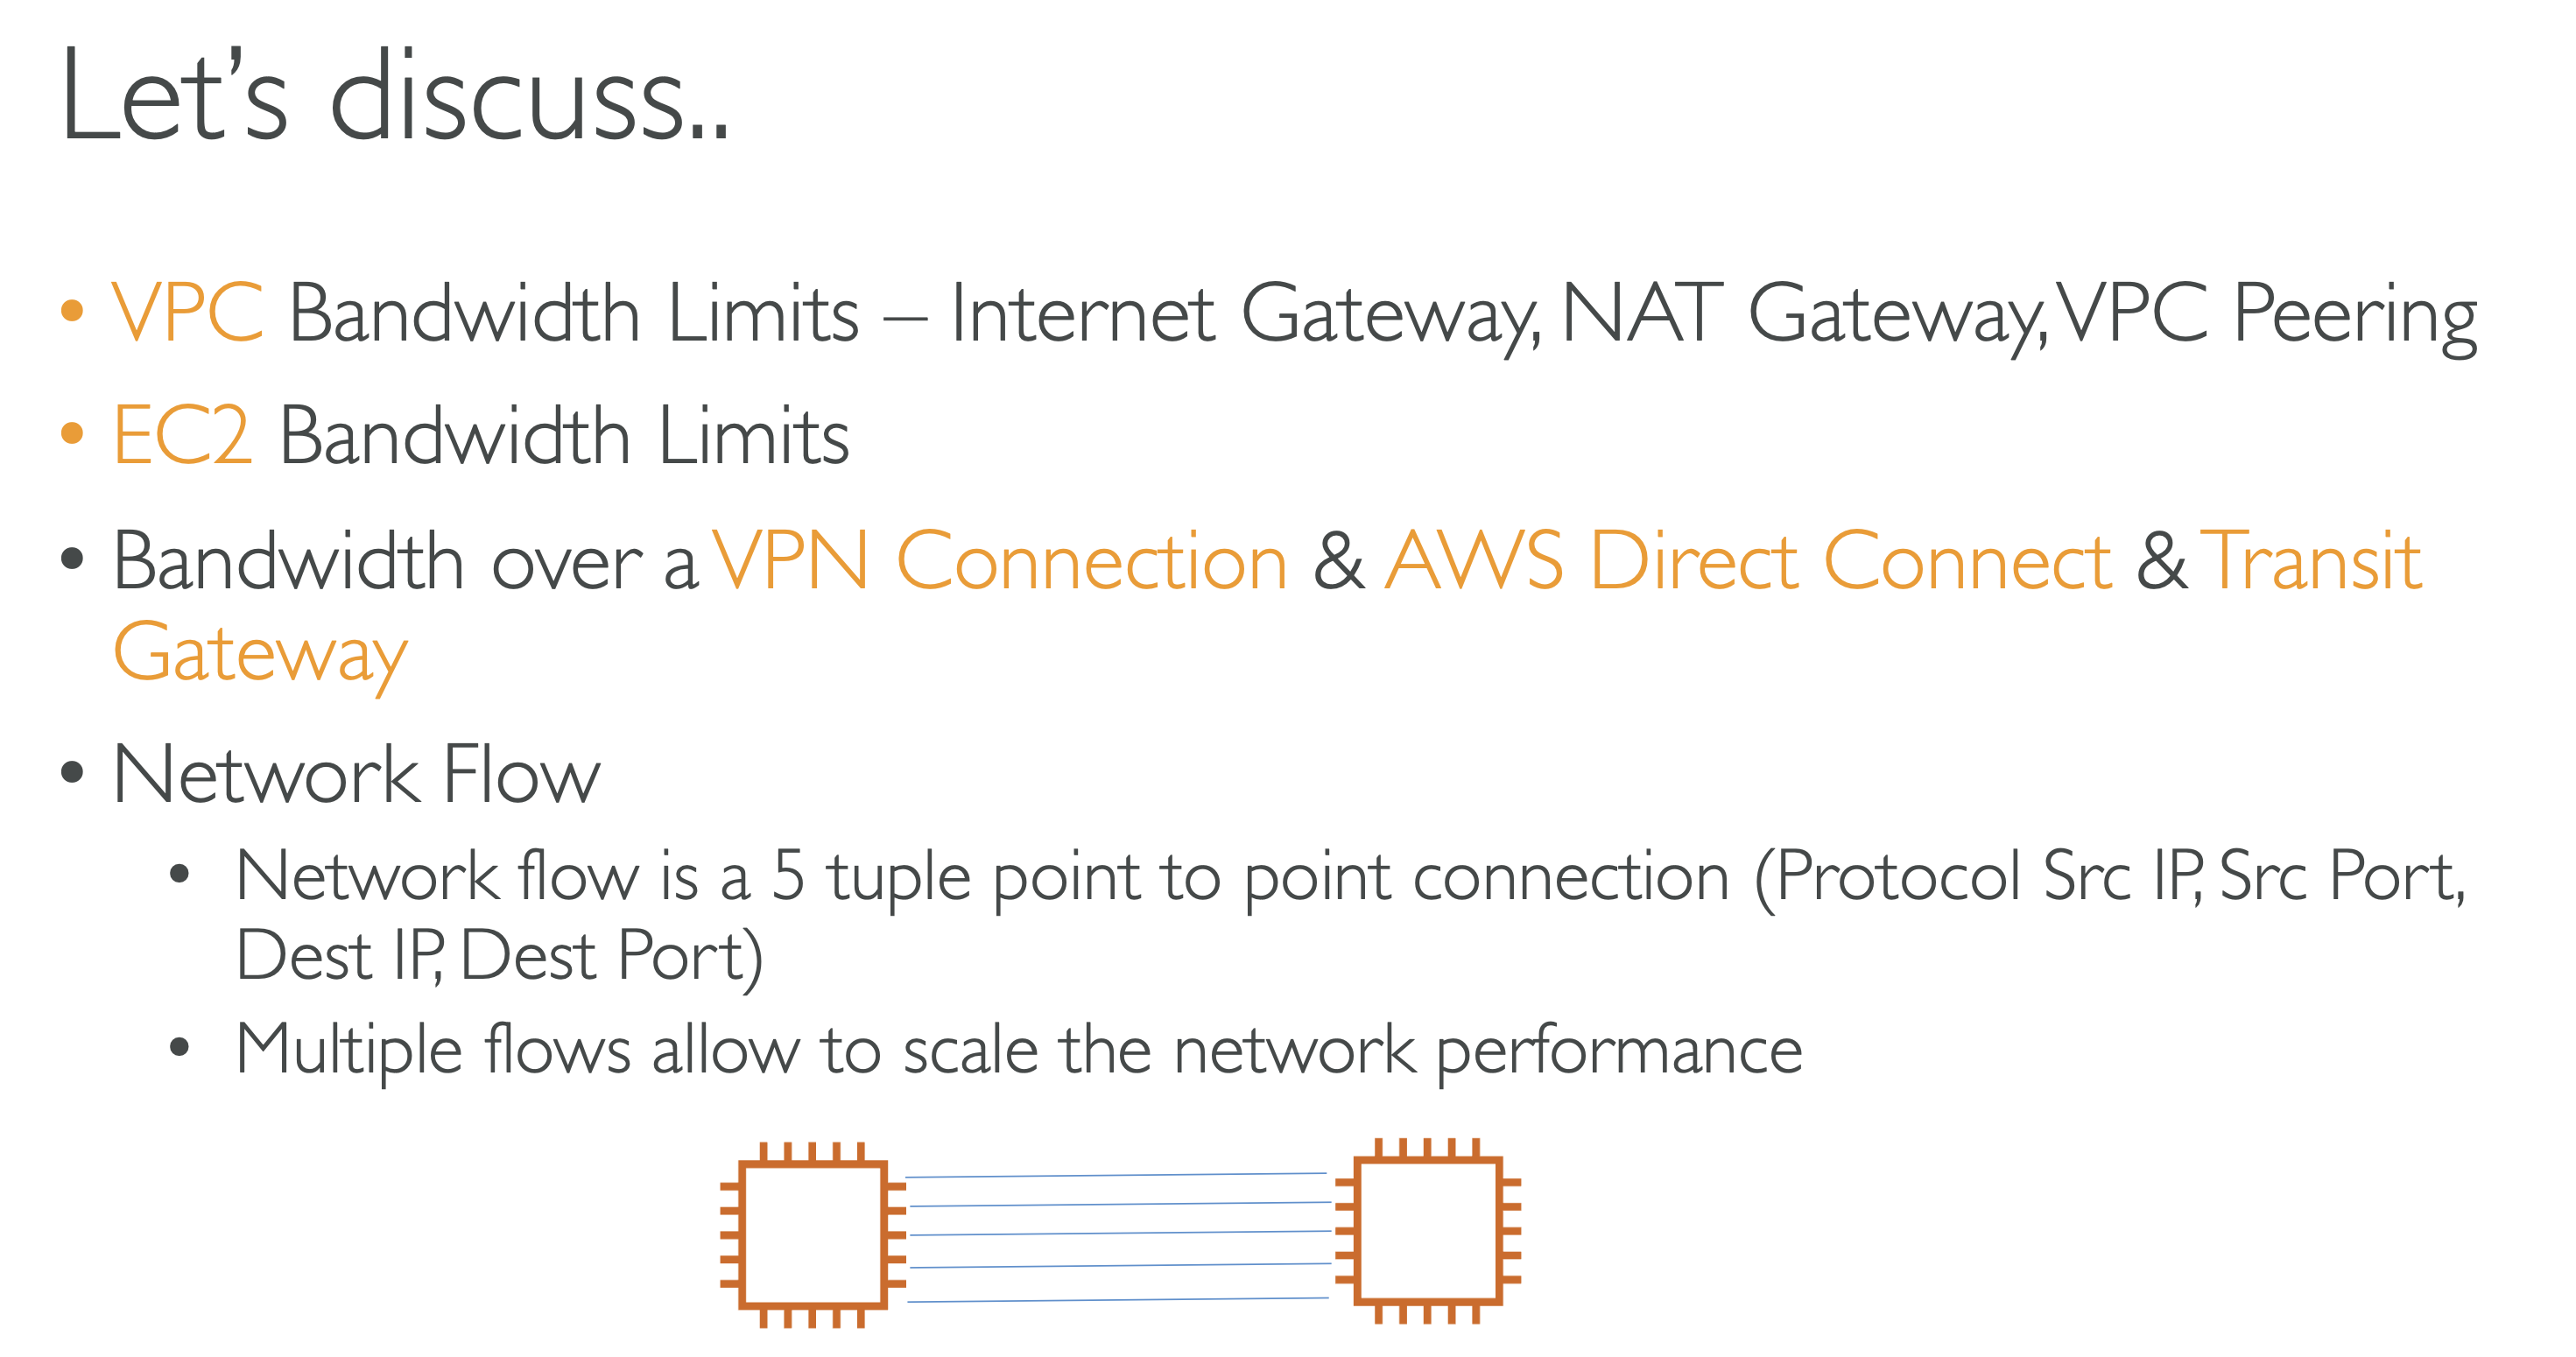 Let’s discuss..
• VPC Bandwidth Limits – Internet Gateway, NAT Gateway, VPC Peering
• EC2 Bandwidth Limits
• Bandwidth over a VPN Connection & AWS Direct Connect & Transit
Gateway
• Network Flow
• Network flow is a 5 tuple point to point connection (Protocol Src IP, Src Port,
Dest IP, Dest Port)
• Multiple flows allow to scale the network performance